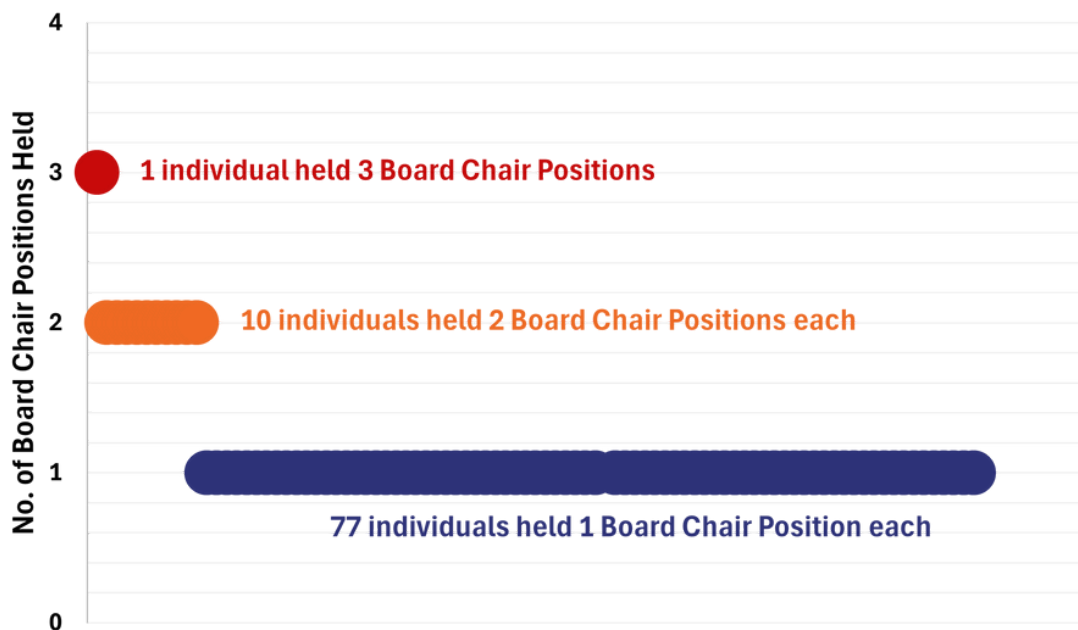 No. of Board Chair Positions Held
4
3
1 individual held 3 Board Chair Positions
2
10 individuals held 2 Board Chair Positions each
1
77 individuals held 1 Board Chair Position each
0